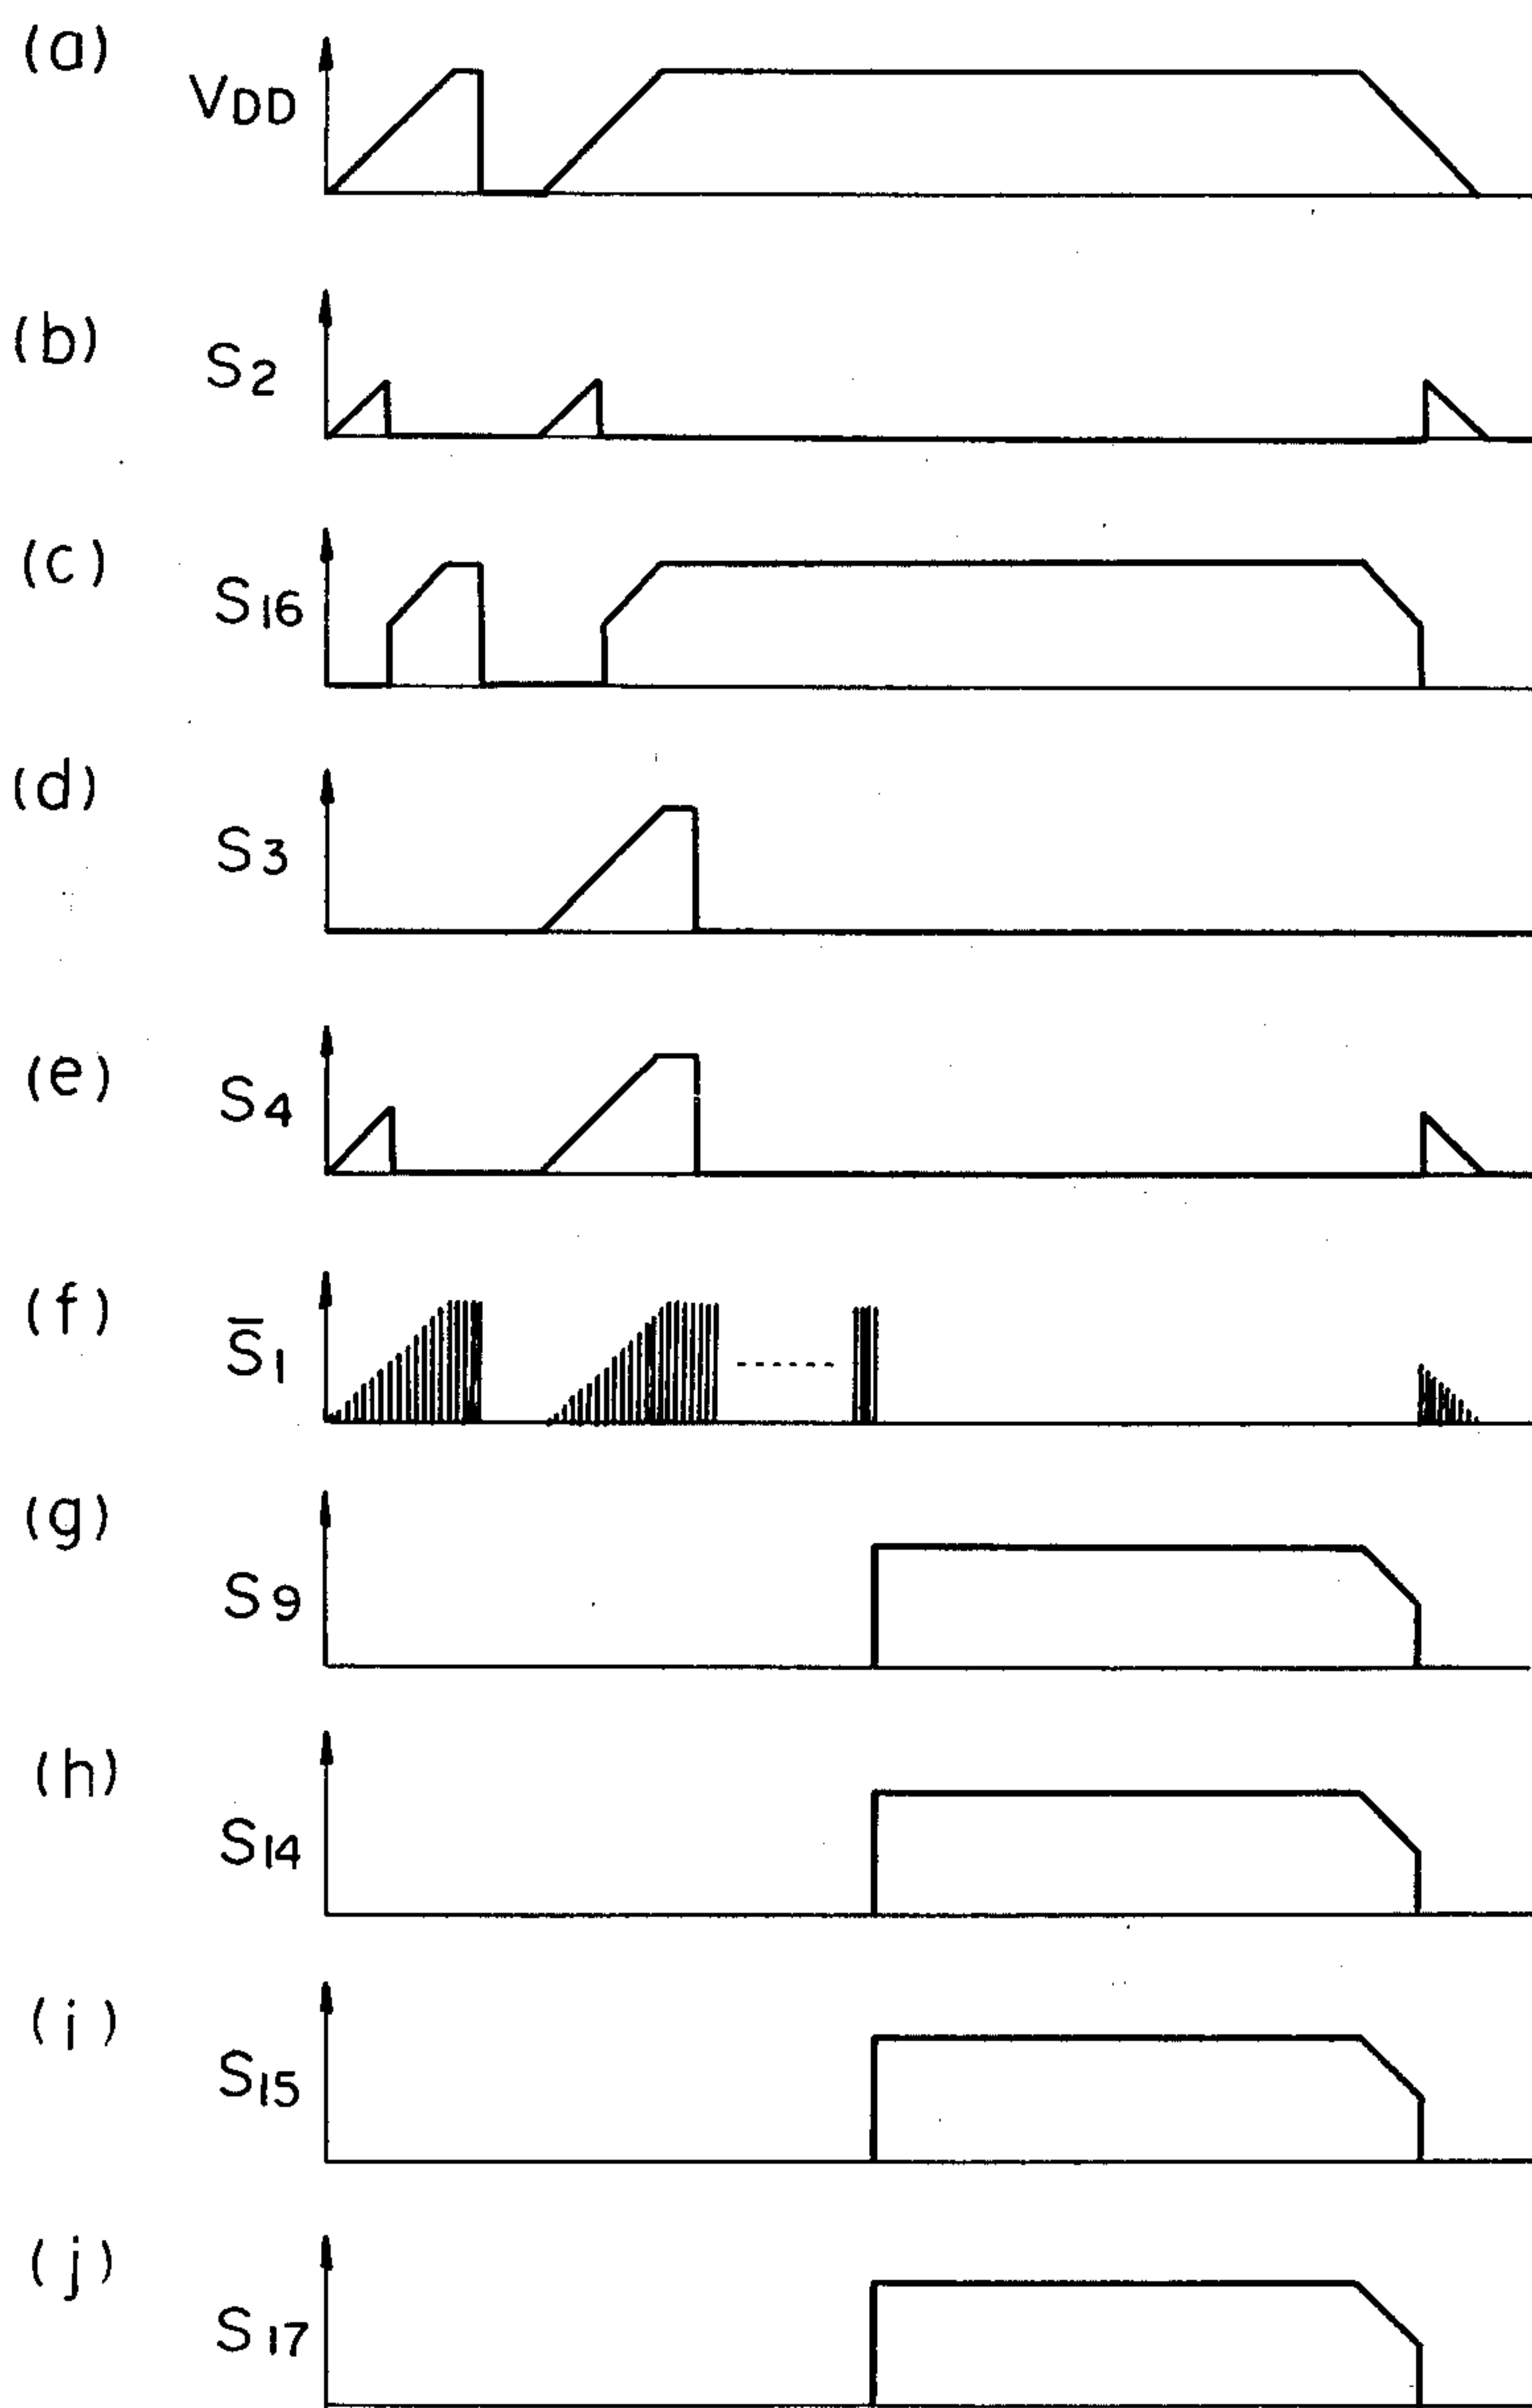 (a)
VDD
(b)
S2
(c)
S16
(d)
S3
(e)
S4
(f)
S̅1
(g)
S9
(h)
S14
(i)
S15
(j)
S17